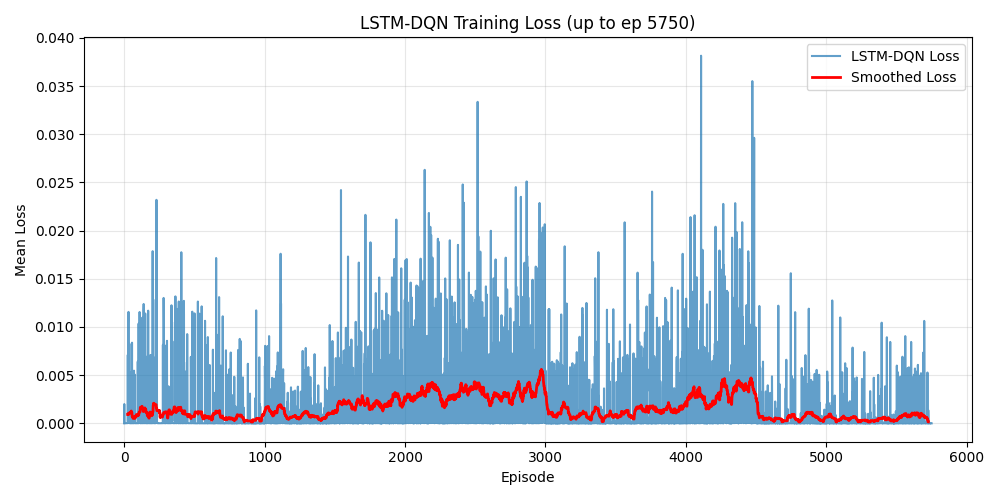 LSTM-DQN Training Loss (up to ep 5750)
0.040
0.035
0.030
0.025
0.020
0.015
0.010
0.005
0.000
Mean Loss
LSTM-DQN Loss
Smoothed Loss
0 1000 2000 3000 4000 5000 6000
Episode